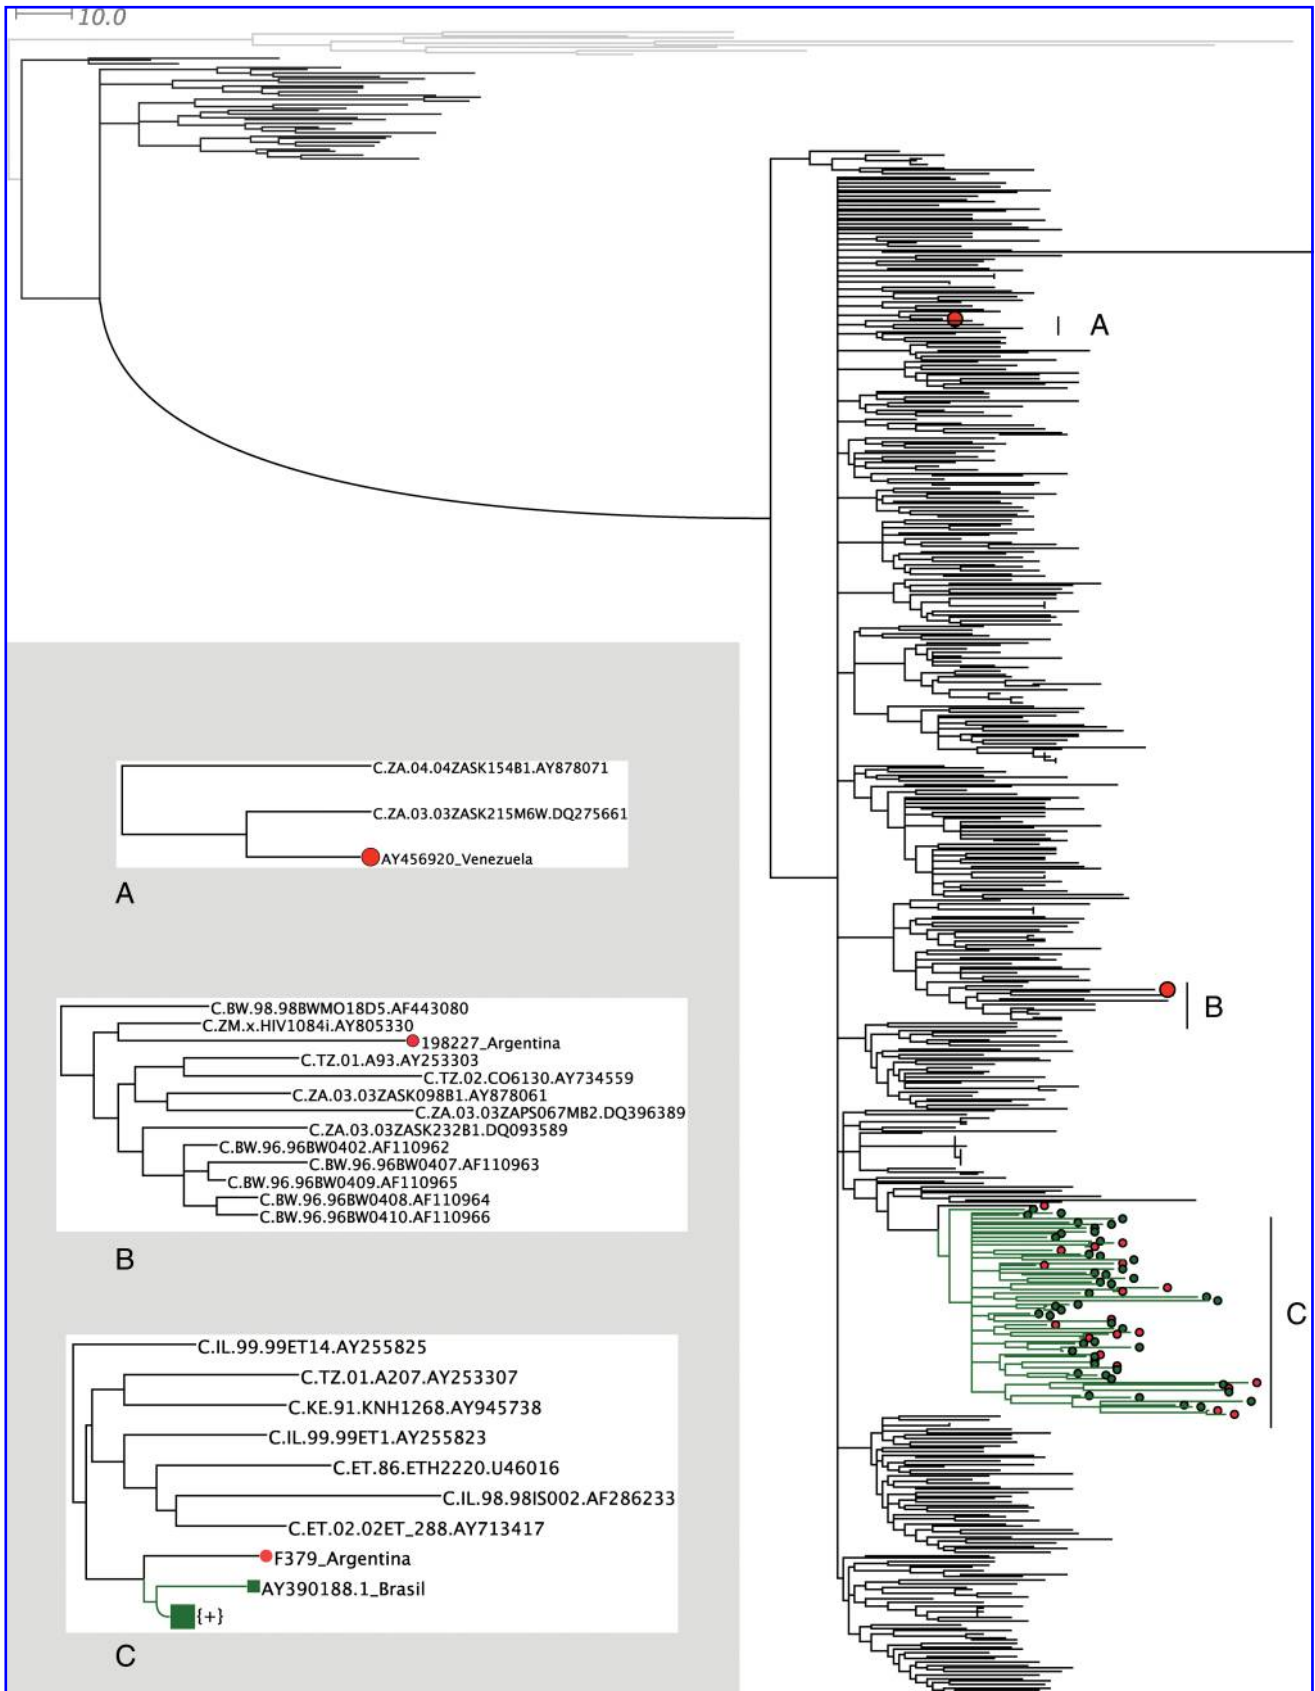 10.0
A
C.ZA.04.04ZASK154B1.AY878071
C.ZA.03.03ZASK215M6W.DQ275661
AY456920_Venezuela
A
B
C.BW.98.98BWMO18D5.AF443080
C.ZM.x.HIV1084i.AY805330
198227_Argentina
C.TZ.01.A93.AY253303
C.TZ.02.CO6130.AY734559
C.ZA.03.03ZASK098B1.AY878061
C.ZA.03.03ZAPS067MB2.DQ396389
C.ZA.03.03ZASK232B1.DQ093589
C.BW.96.96BW0402.AF110962
C.BW.96.96BW0407.AF110963
C.BW.96.96BW0409.AF110965
C.BW.96.96BW0408.AF110964
C.BW.96.96BW0410.AF110966
B
C
C.IL.99.99ET14.AY255825
C.TZ.01.A207.AY253307
C.KE.91.KNH1268.AY945738
C.IL.99.99ET1.AY255823
C.ET.86.ETH2220.U46016
C.IL.98.98IS002.AF286233
C.ET.02.02ET_288.AY713417
F379_Argentina
AY390188.1_Brasil
{+}
C